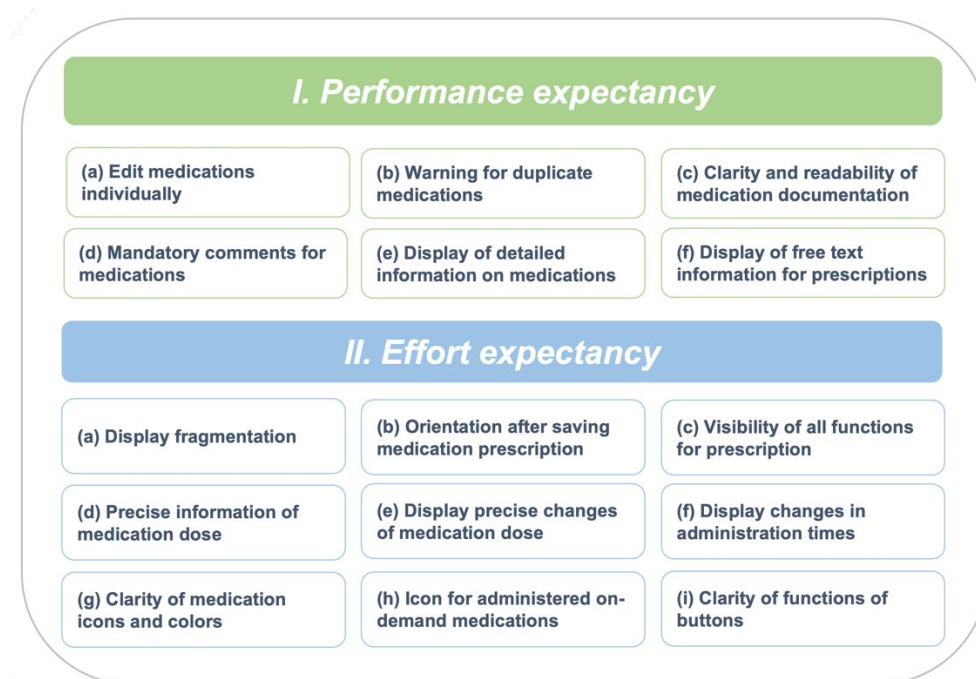 I. Performance expectancy
(a) Edit medications
individually
(b) Warning for duplicate
medications
(c) Clarity and readability of
medication documentation
(d) Mandatory comments for
medications
(e) Display of detailed
information on medications
(f) Display of free text
information for prescriptions
II. Effort expectancy
(a) Display fragmentation
(b) Orientation after saving
medication prescription
(c) Visibility of all functions
for prescription
(d) Precise information of
medication dose
(e) Display precise changes
of medication dose
(f) Display changes in
administration times
(g) Clarity of medication
icons and colors
(h) Icon for administered on-
demand medications
(i) Clarity of functions of
buttons